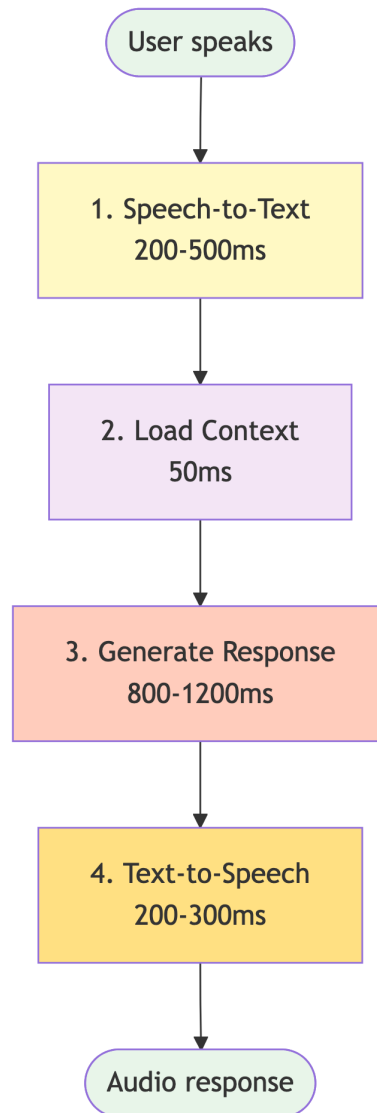 User speaks
1. Speech-to-Text
200-500ms
2. Load Context
50ms
3. Generate Response
800-1200ms
4. Text-to-Speech
200-300ms
Audio response